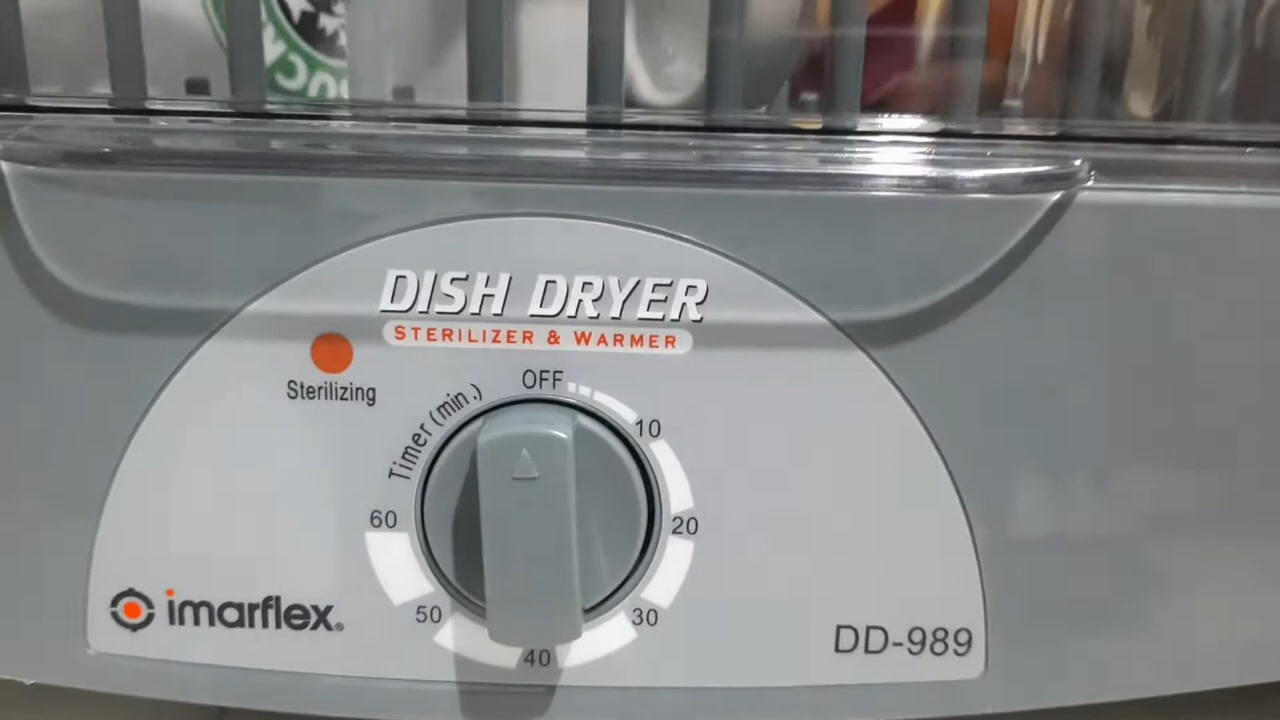 DISH DRYER
STERILIZER & WARMER
Sterilizing
Timer (min.)
OFF
10
20
30
40
50
60
imarflex®
DD-989